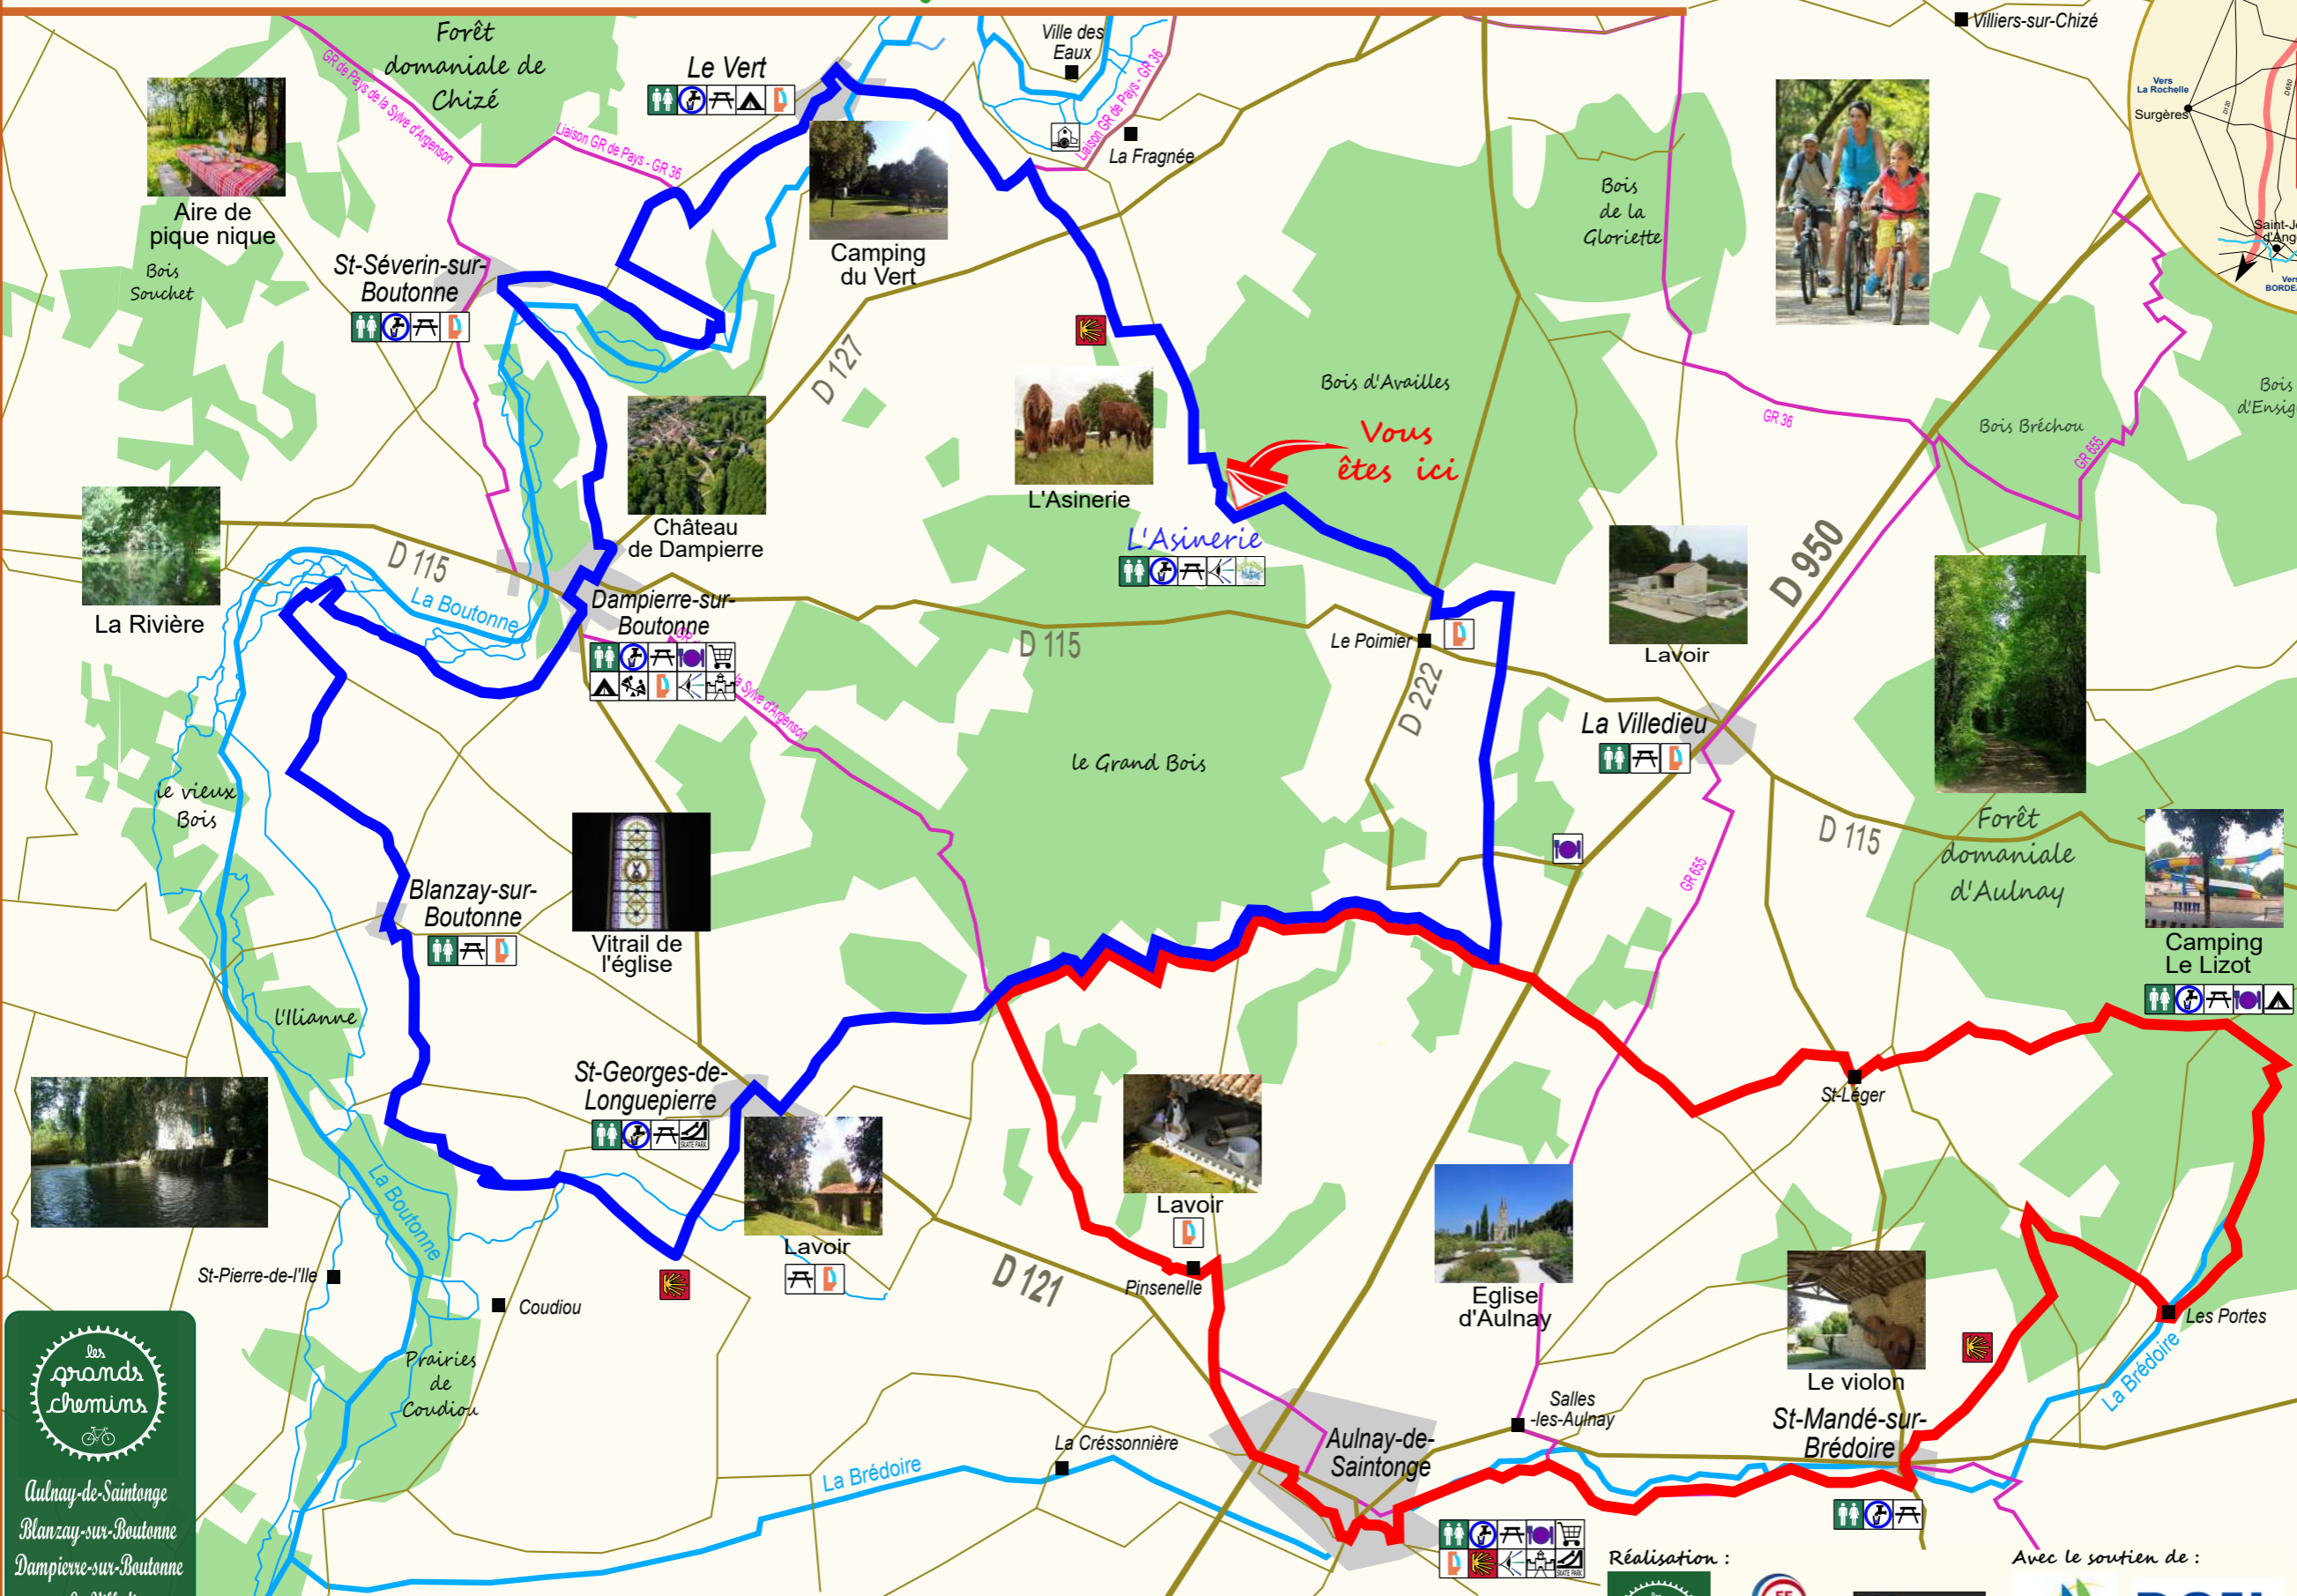 Forêt
domaniale de
Chizé
GR de Pays de la Sylve d'Argenson
Liaison GR de Pays - GR 36
Le Vert
Ville des
Eaux
Liaison GR de Pays - GR 36
La Fragnée
Villiers-sur-Chizé
Vers
La Rochelle
Surgères
D 120
D 650
BORDE
Aire de
pique nique
Bois
Souchet
St-Séverin-sur-
Boutonne
Camping
du Vert
D 127
Bois
de la
Gloriette
Bois d'Availles
Vous
êtes ici
GR 36
Bois Bréchou
GR 655
Bois
d'Ensig
L'Asinerie
L'Asinerie
Château
de Dampierre
D 115
La Boutonne
La Rivière
Dampierre-sur-
Boutonne
la Sylve d'Argenson
D 115
Le Poimier
D 222
D 950
Lavoir
La Villedieu
le Grand Bois
le vieux
Bois
GR 655
D 115
Forêt
domaniale
d'Aulnay
Camping
Le Lizot
Blanzay-sur-
Boutonne
Vitrail de
l'église
l'Ilianne
St-Georges-de-
Longuepierre
SKATE PARK
Lavoir
St-Léger
La Boutonne
Lavoir
Pinsenelle
Eglise
d'Aulnay
St-Pierre-de-l'Ile
Coudiou
D 121
Les Portes
Le violon
La Brédoire
Prairies
de
Coudiou
Salles
-les-Aulnay
St-Mandé-sur-
Brédoire
La Créssonnière
Aulnay-de-
Saintonge
La Brédoire
SKATE PARK
les
grands
chemins
Aulnay-de-Saintonge
Blanzay-sur-Boutonne
Dampierre-sur-Boutonne
Réalisation :
Avec le soutien de :